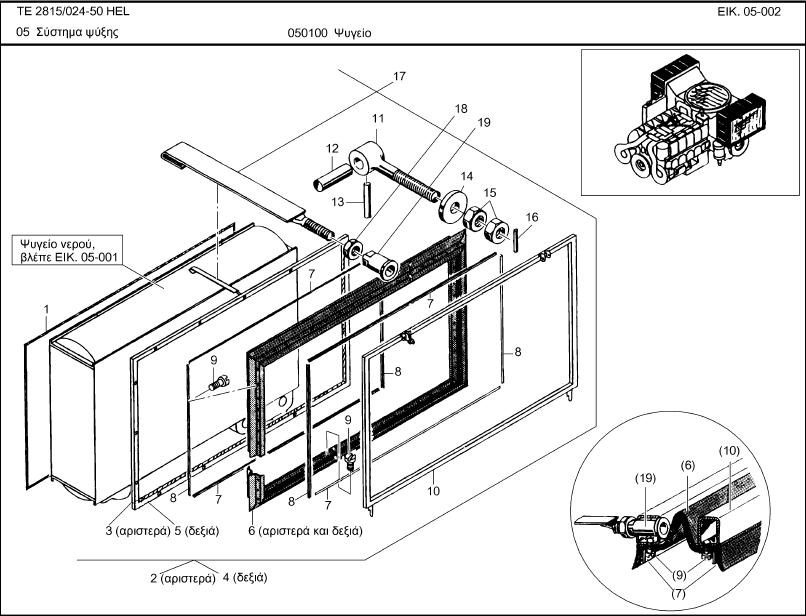 TE 2815/024-50 HEL
ΕΙΚ. 05-002
05 Σύστημα ψύξης
050100 Ψυγείο
17
18
11
19
12
14
13
15
16
Ψυγείο νερού,
βλέπε ΕΙΚ. 05-001
7
1
7
9
8
8
9
(10)
(6)
(19)
8
7
8
7
10
3 (αριστερά) 5 (δεξιά)
6 (αριστερά και δεξιά)
(9)
(7)
2 (αριστερά) 4 (δεξιά)